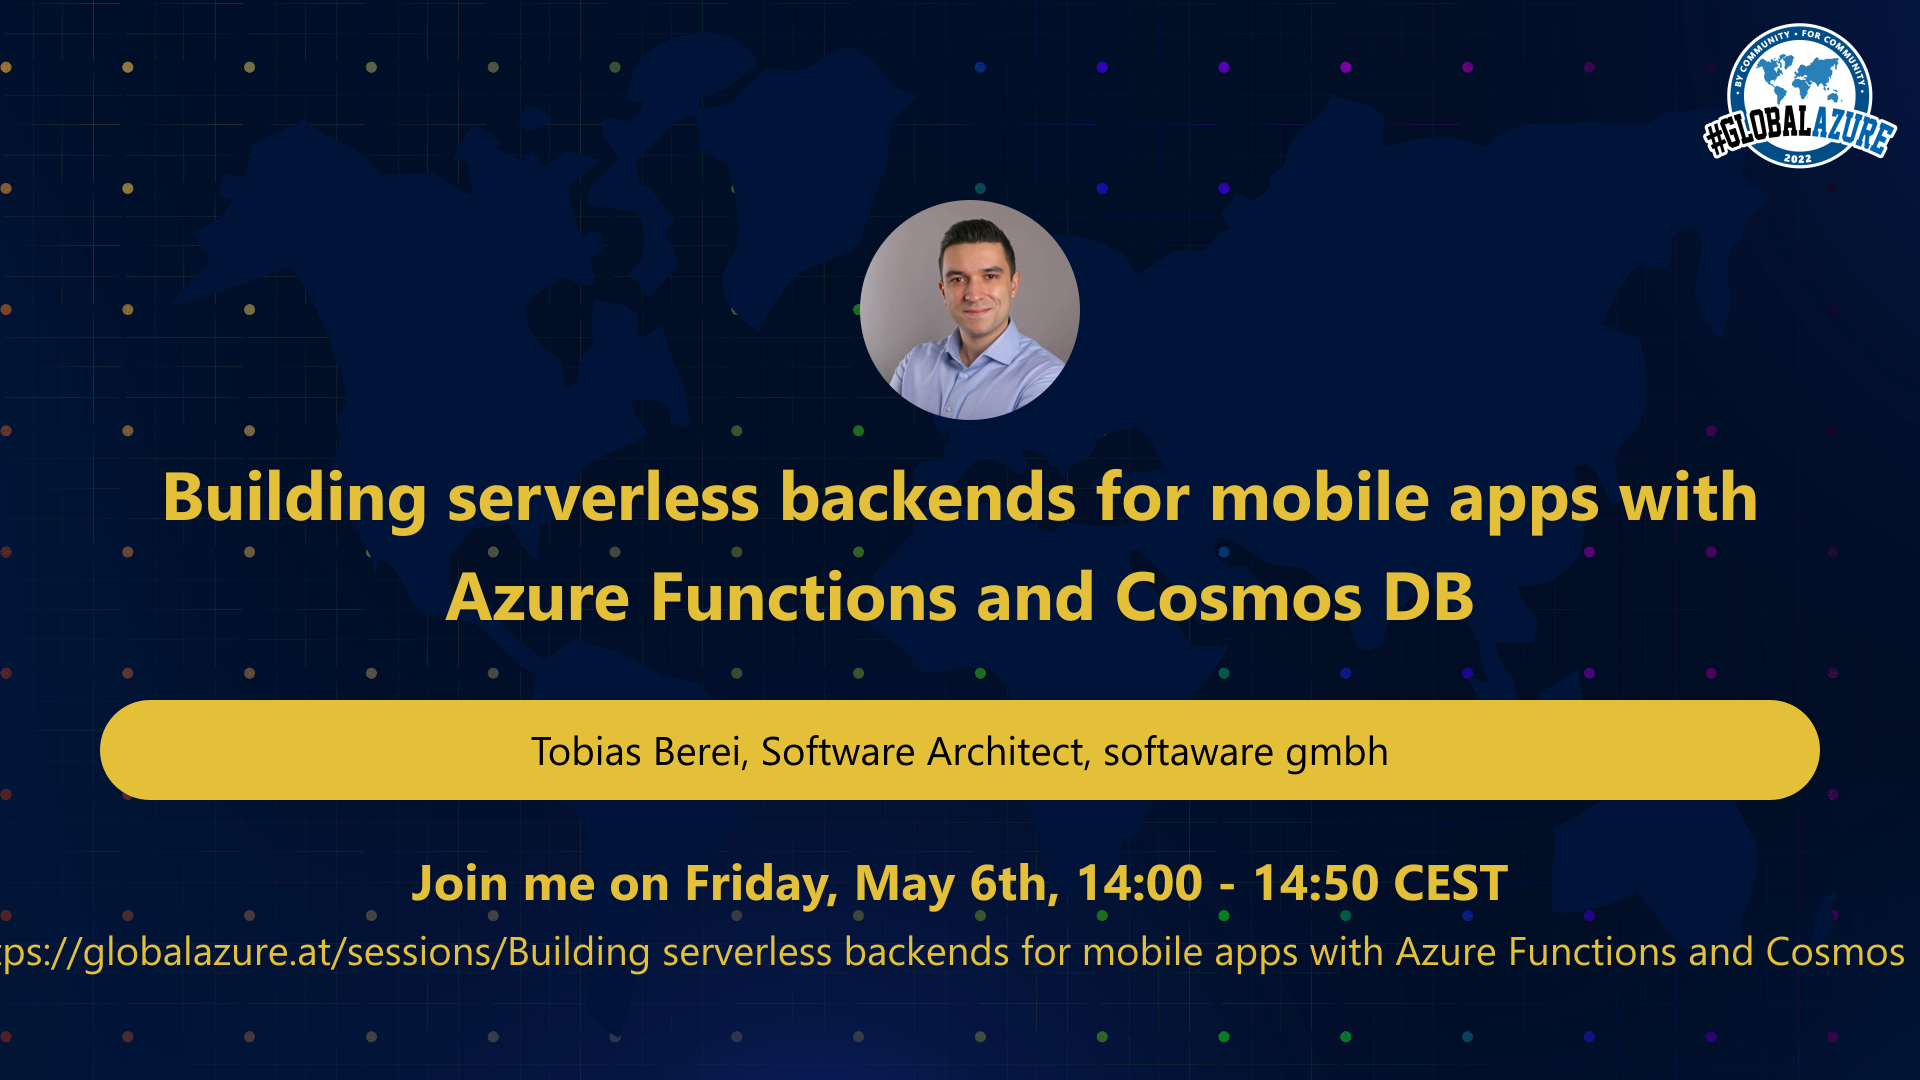 • BY COMMUNITY • FOR COMMUNITY •
#GLOBALAZURE
2022
Building serverless backends for mobile apps with
Azure Functions and Cosmos DB
Tobias Berei, Software Architect, softaware gmbh
Join me on Friday, May 6th, 14:00 - 14:50 CEST
tps://globalazure.at/sessions/Building serverless backends for mobile apps with Azure Functions and Cosmos